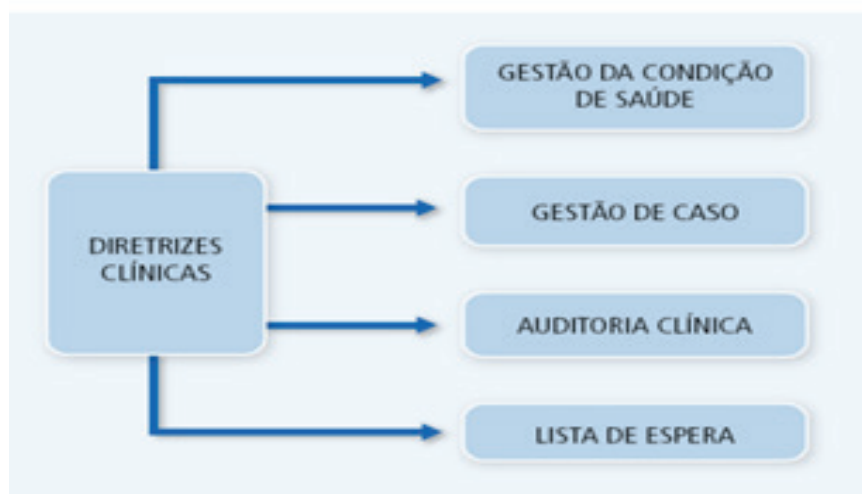 DIRETRIZES
CLÍNICAS
GESTÃO DA CONDIÇÃO
DE SAÚDE
GESTÃO DE CASO
AUDITORIA CLÍNICA
LISTA DE ESPERA